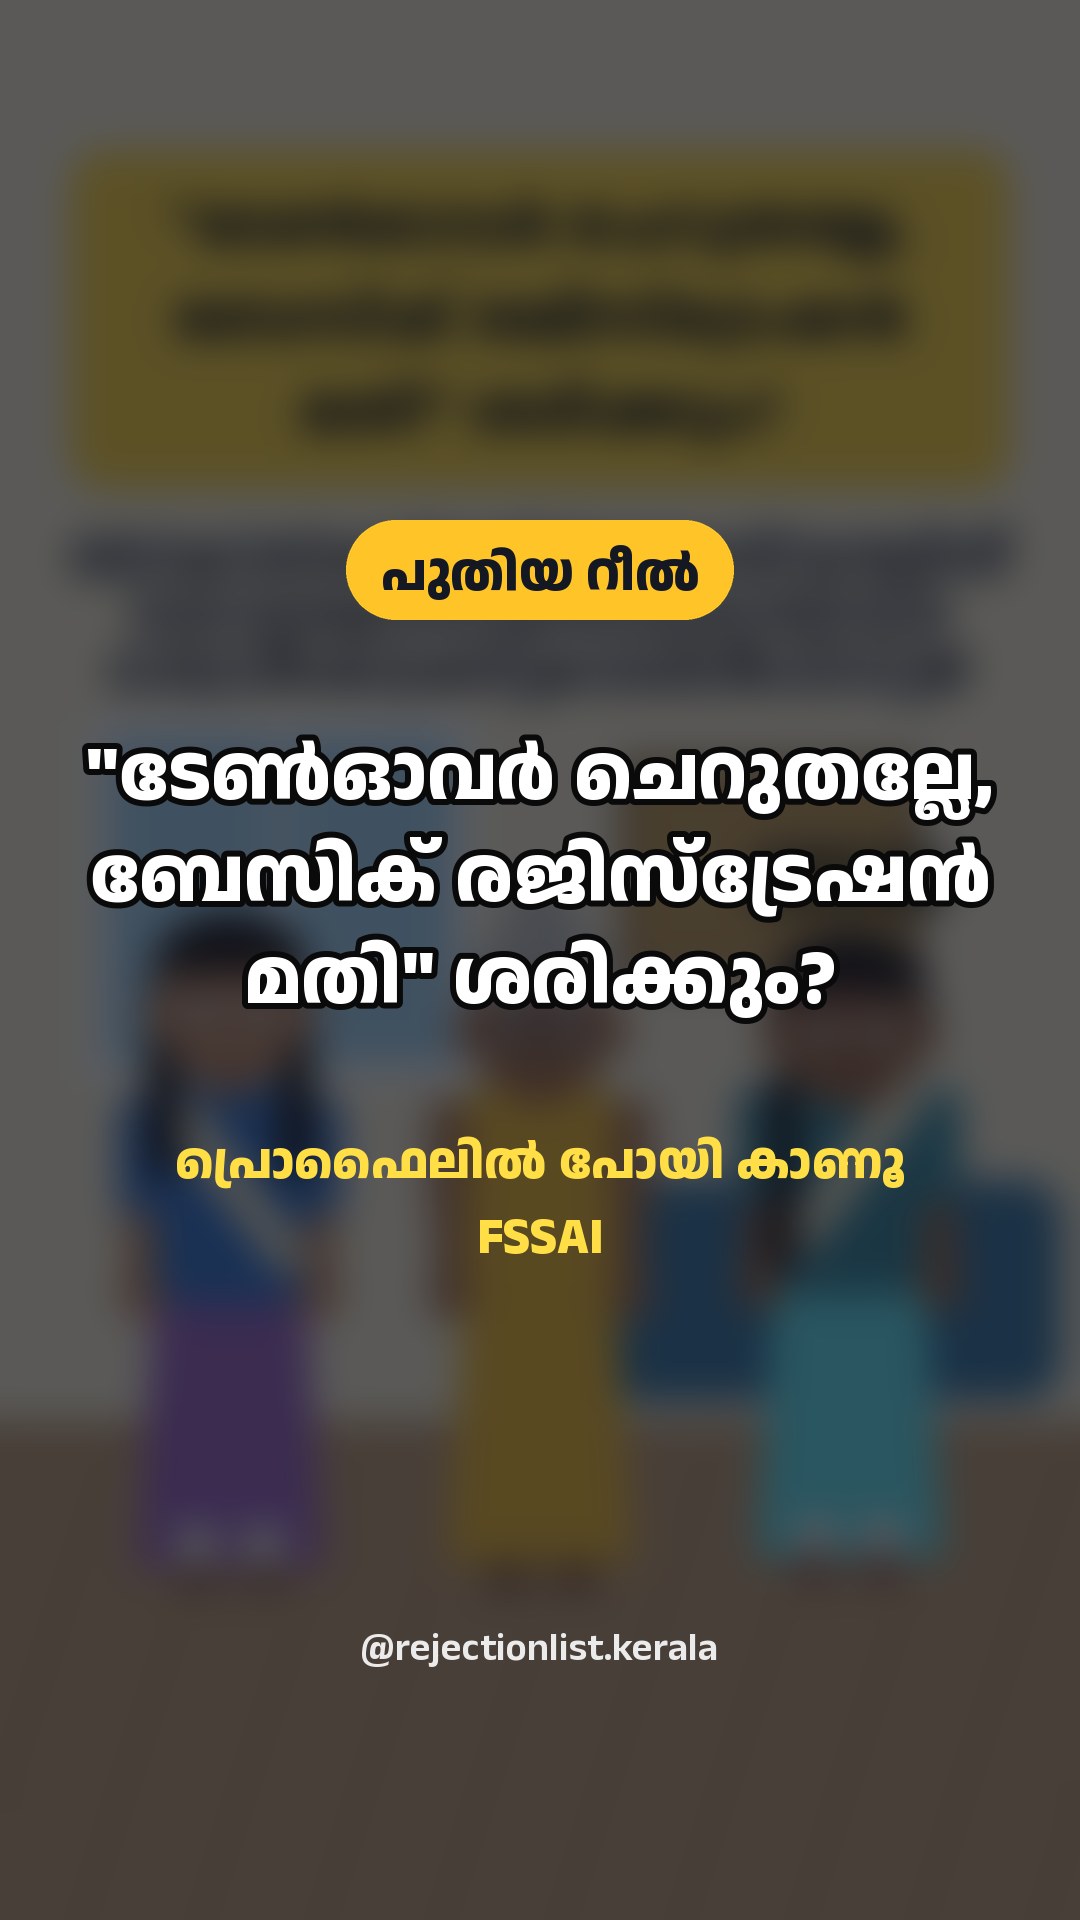 പുതിയ റീൽ
"ടേൺഓവർ ചെറുതല്ലേ,
ബേസിക് രജിസ്ട്രേഷൻ
മതി" ശരിക്കും?
പ്രൊഫൈലിൽ പോയി കാണൂ
FSSAI
@rejectionlist.kerala